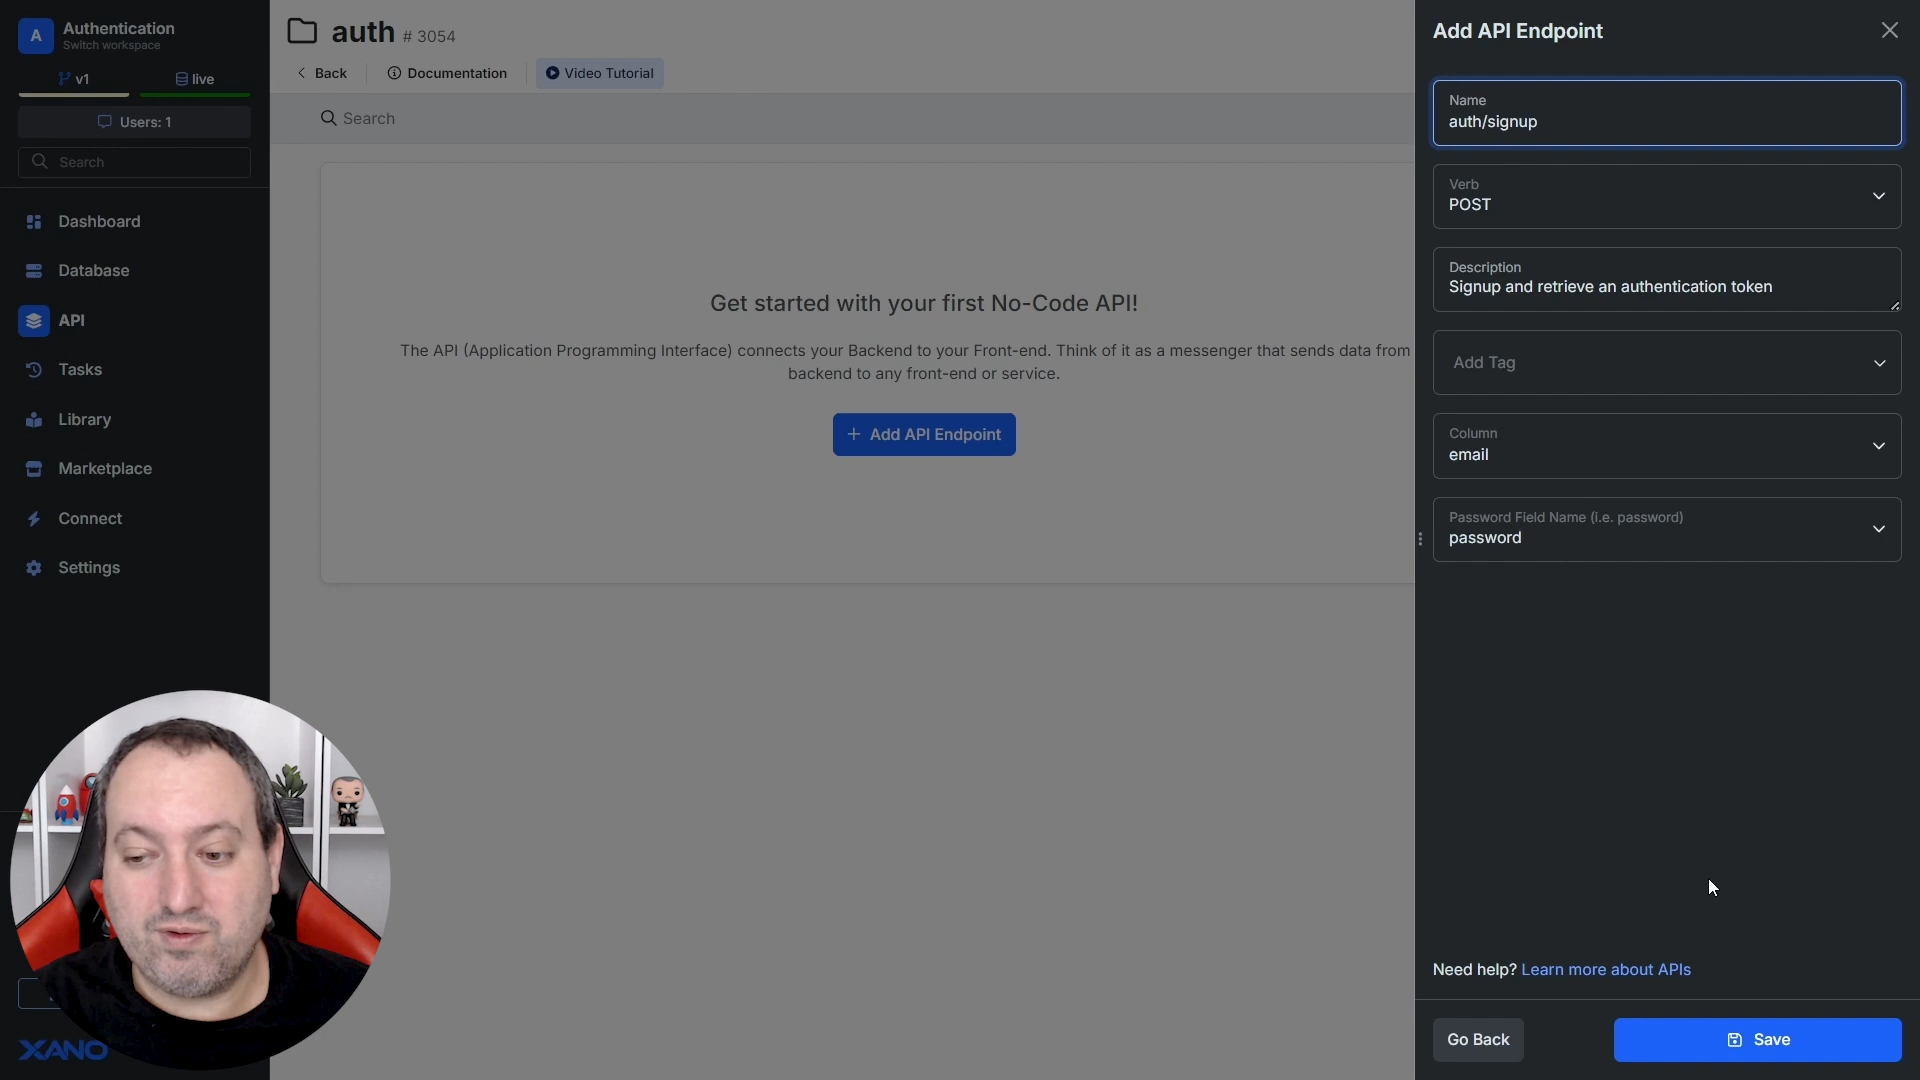 A
Authentication
Switch workspace
v1
live
Users: 1
Search
Dashboard
Database
API
Tasks
Library
Marketplace
Connect
Settings
XANO
auth # 3054
Back
Documentation
Video Tutorial
Search
Get started with your first No-Code API!
The API (Application Programming Interface) connects your Backend to your Front-end. Think of it as a messenger that sends data from
backend to any front-end or service.
+ Add API Endpoint
Add API Endpoint
Name
auth/signup
Verb
POST
Description
Signup and retrieve an authentication token
Add Tag
Column
email
Password Field Name (i.e. password)
password
Need help? Learn more about APIs
Go Back
Save